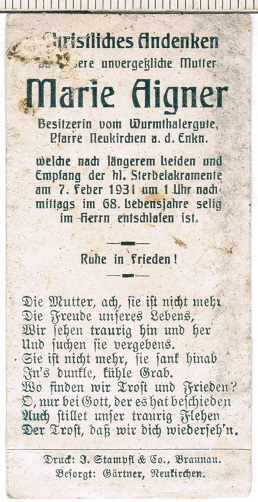 Christliches Andenken
an unsere unvergeßliche Mutter
Marie Aigner
Besitzerin vom Wurmthalergute,
Pfarre Neukirchen a. d. Enkn.
welche nach längerem Leiden und
Empfang der hl. Sterbesakramente
am 7. Feber 1931 um 1 Uhr nach-
mittags im 68. Lebensjahre selig
im Herrn entschlafen ist.
Ruhe in Frieden!
Die Mutter, ach, sie ist nicht mehr
Die Freude unseres Lebens,
Wir sehen traurig hin und her
Und suchen sie vergebens.
Sie ist nicht mehr, sie sank hinab
In's dunkle, kühle Grab.
Wo finden wir Trost und Frieden?
O, nur bei Gott, der es hat beschieden
Auch stillet unser traurig Flehen
Der Trost, daß wir dich wiederseh'n.
Druck: J. Stampfl & Co., Braunau.
Besorgt: Gärtner, Neukirchen.